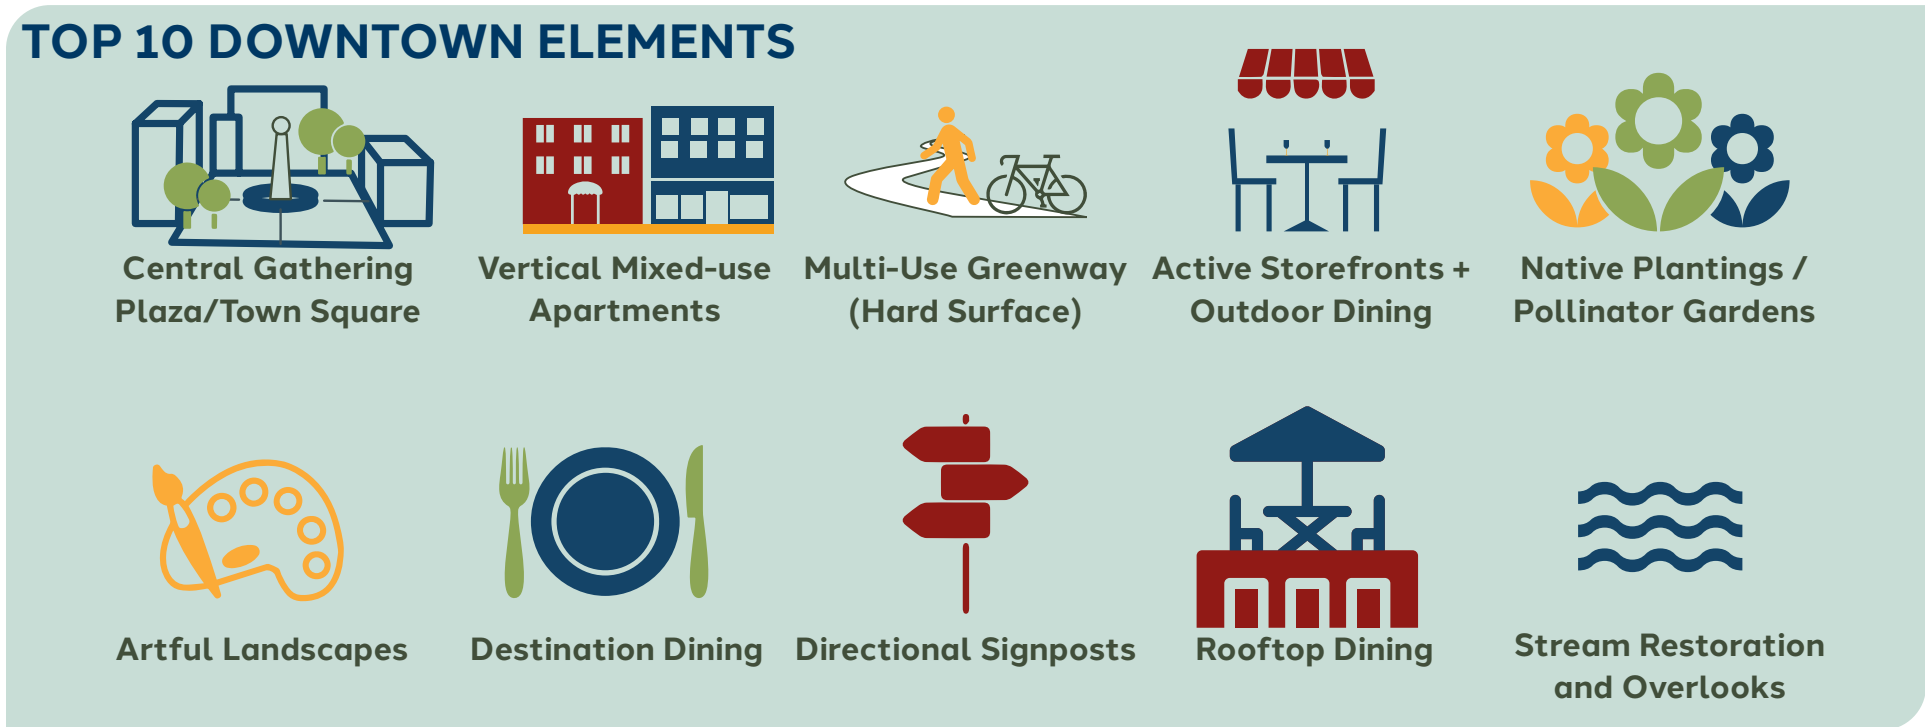 TOP 10 DOWNTOWN ELEMENTS
Central Gathering
Plaza/Town Square
Vertical Mixed-use
Apartments
Multi-Use Greenway
(Hard Surface)
Active Storefronts +
Outdoor Dining
Native Plantings /
Pollinator Gardens
Artful Landscapes
Destination Dining
Directional Signposts
Rooftop Dining
Stream Restoration
and Overlooks